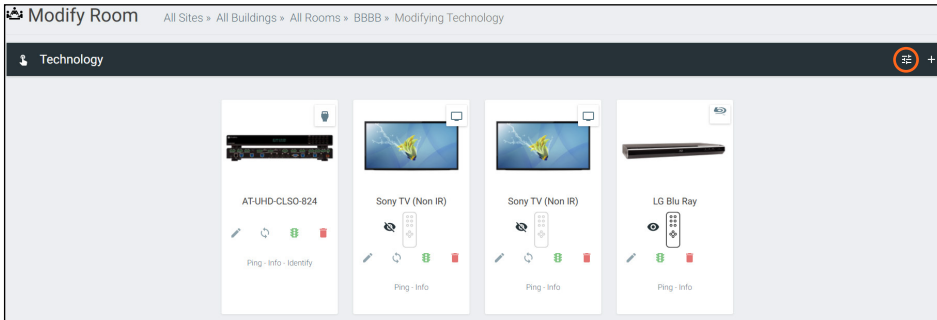 Modify Room
All Sites » All Buildings » All Rooms » BBBB » Modifying Technology
Technology
AT-UHD-CLSO-824
Ping - Info - Identify
Sony TV (Non IR)
Ping - Info
Sony TV (Non IR)
Ping - Info
LG Blu Ray
Ping - Info